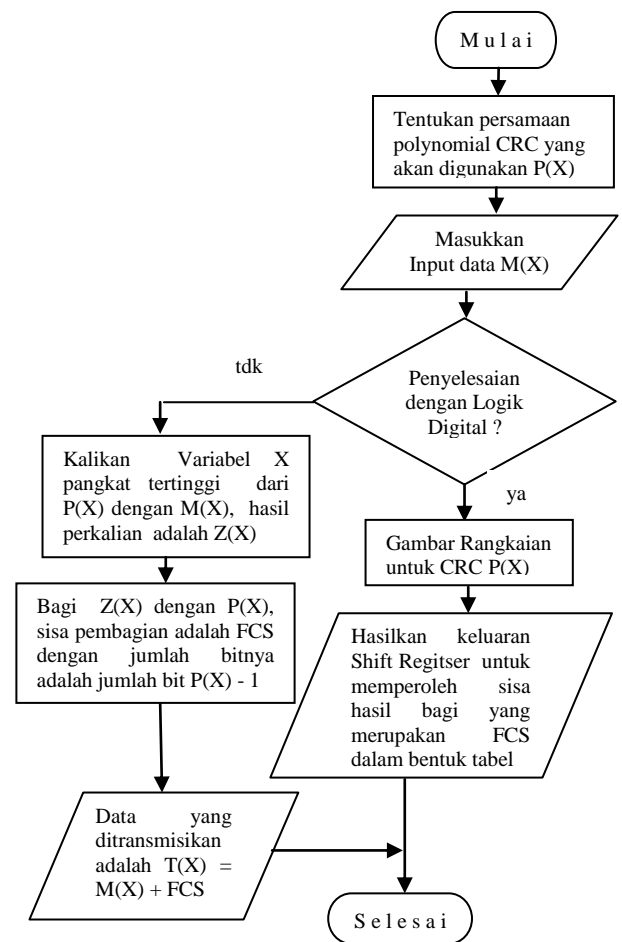 M u l a i
Tentukan persamaan
polynomial CRC yang
akan digunakan P(X)
Masukkan
Input data M(X)
Penyelesaian
dengan Logik
Digital ?
tdk
Kalikan Variabel X
pangkat tertinggi dari
P(X) dengan M(X), hasil
perkalian adalah Z(X)
Bagi Z(X) dengan P(X),
sisa pembagian adalah FCS
dengan jumlah bitnya
adalah jumlah bit P(X) - 1
Data yang
ditransmisikan
adalah T(X) =
M(X) + FCS
ya
Gambar Rangkaian
untuk CRC P(X)
Hasilkan keluaran
Shift Regitser untuk
memperoleh sisa
hasil bagi yang
merupakan FCS
dalam bentuk tabel
S e l e s a i